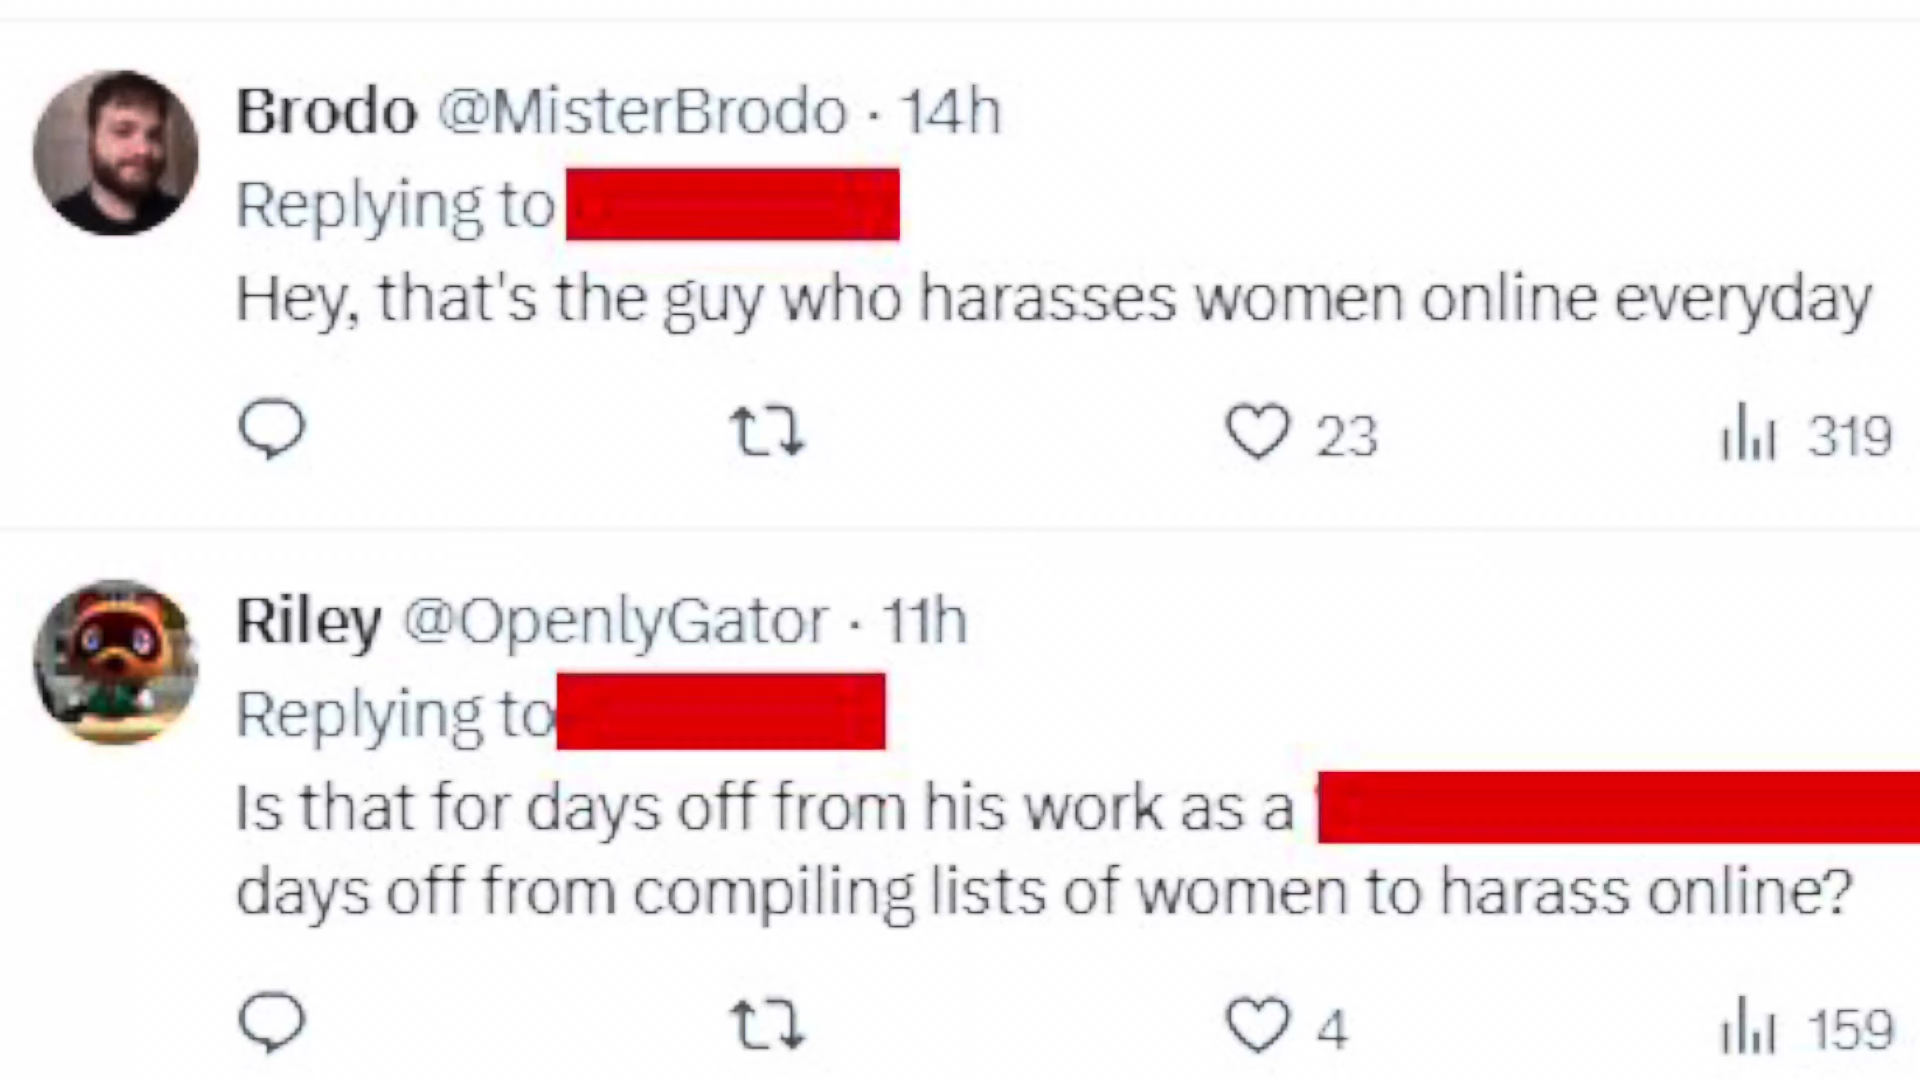 Brodo @MisterBrodo · 14h
Replying to
Hey, that's the guy who harasses women online everyday
23 319
Riley @OpenlyGator · 11h
Replying to
Is that for days off from his work as a
days off from compiling lists of women to harass online?
4 159